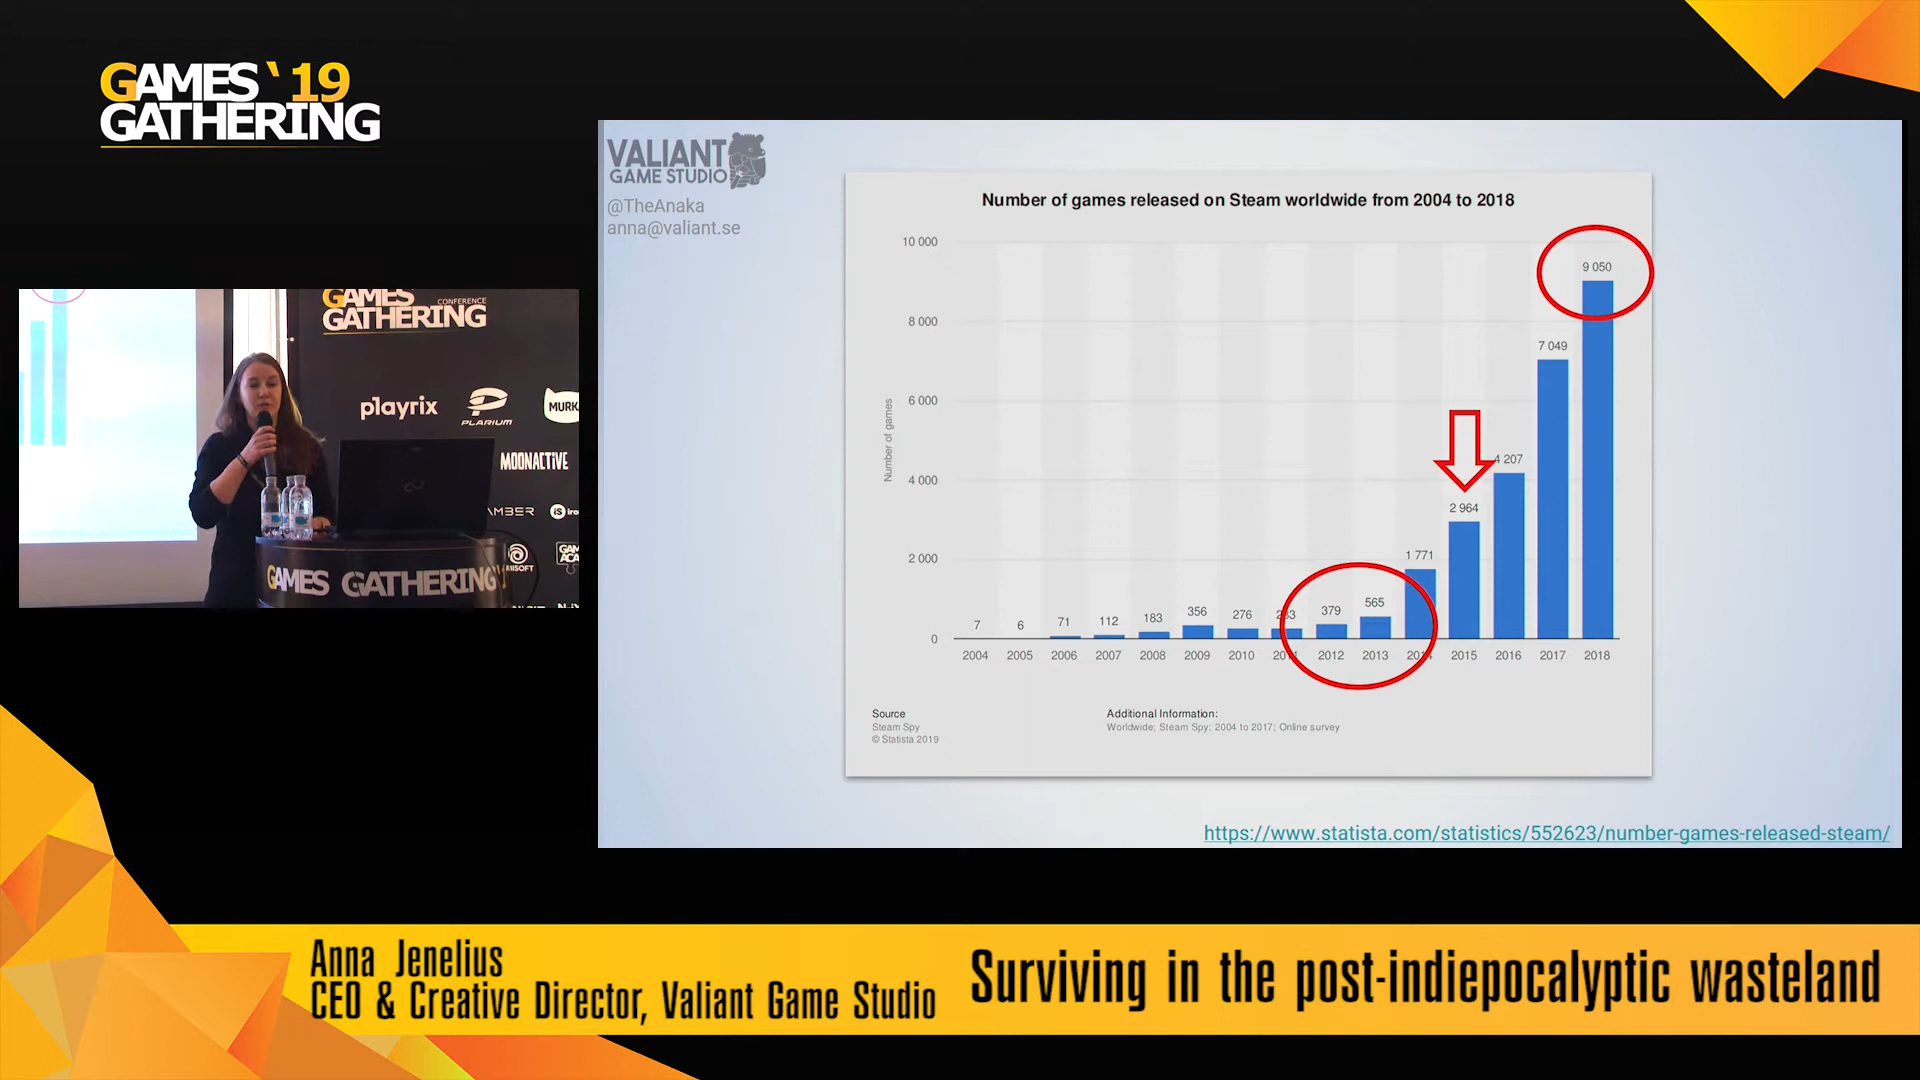 GAMES `19
GATHERING
VALIANT
GAME STUDIO
@TheAnaka
anna@valiant.se
Number of games released on Steam worldwide from 2004 to 2018
Number of games
10 000
8 000
6 000
4 000
2 000
0
7
6
71
112
183
356
276
379
565
1 771
2 964
4 207
7 049
9 050
2004
2005
2006
2007
2008
2009
2010
2012
2013
2015
2016
2017
2018
Source
Steam Spy
© Statista 2019
Additional Information:
Worldwide; Steam Spy; 2004 to 2017; Online survey
https://www.statista.com/statistics/552623/number-games-released-steam/
GAMES
CONFERENCE
GATHERING
playrix
PLARIUM
MURK
MOONACTIVE
GAMES GATHERING
Anna Jenelius
CEO & Creative Director, Valiant Game Studio
Surviving in the post-indiepocalyptic wasteland